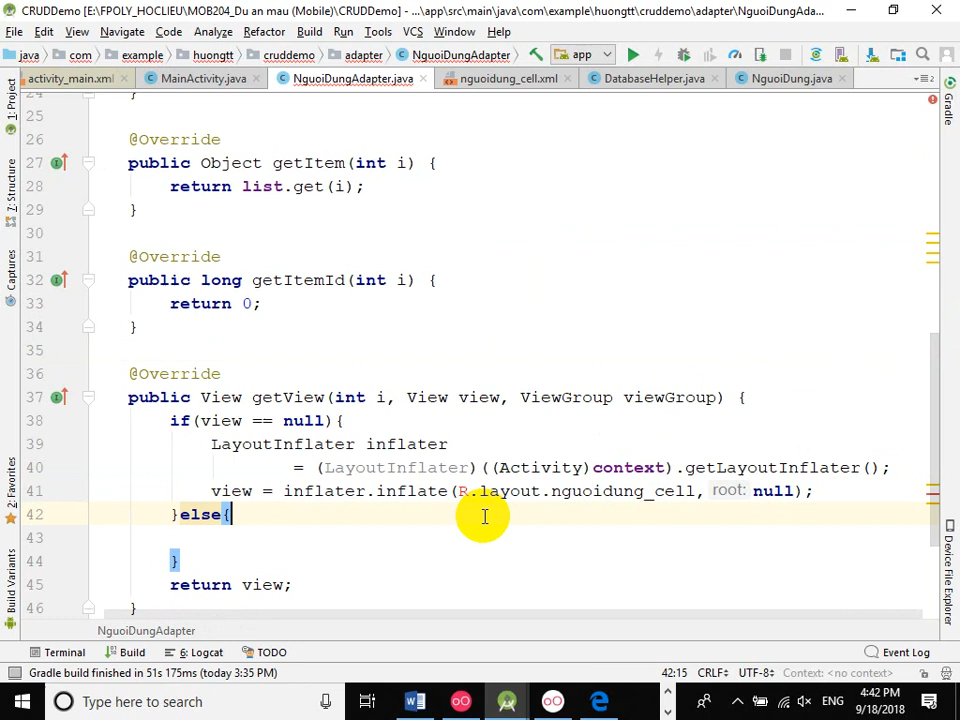 CRUDDemo [E:\FPOLY_HOCLIEU\MOB204_Du an mau (Mobile)\CRUDDemo] - ...\app\src\main\java\com\example\huongtt\cruddemo\adapter\NguoiDungAda...
File Edit View Navigate Code Analyze Refactor Build Run Tools VCS Window Help
java com example huongtt cruddemo adapter NguoiDungAdapter app
activity_main.xml MainActivity.java NguoiDungAdapter.java nguoidung_cell.xml DatabaseHelper.java NguoiDung.java
24 }
25
26 @Override
27 public Object getItem(int i) {
28 return list.get(i);
29 }
30
31 @Override
32 public long getItemId(int i) {
33 return 0;
34 }
35
36 @Override
37 public View getView(int i, View view, ViewGroup viewGroup) {
38 if(view == null){
39 LayoutInflater inflater
40 = (LayoutInflater)((Activity)context).getLayoutInflater();
41 view = inflater.inflate(R.layout.nguoidung_cell, root: null);
42 }else{
43
44 }
45 return view;
46 }
NguoiDungAdapter
1: Project
7: Structure
Captures
2: Favorites
Build Variants
Gradle
Device File Explorer
Terminal Build 6: Logcat TODO Event Log
Gradle build finished in 51s 175ms (today 3:35 PM) 42:15 CRLF UTF-8 Context: <no context>
Type here to search
ENG
4:42 PM
9/18/2018